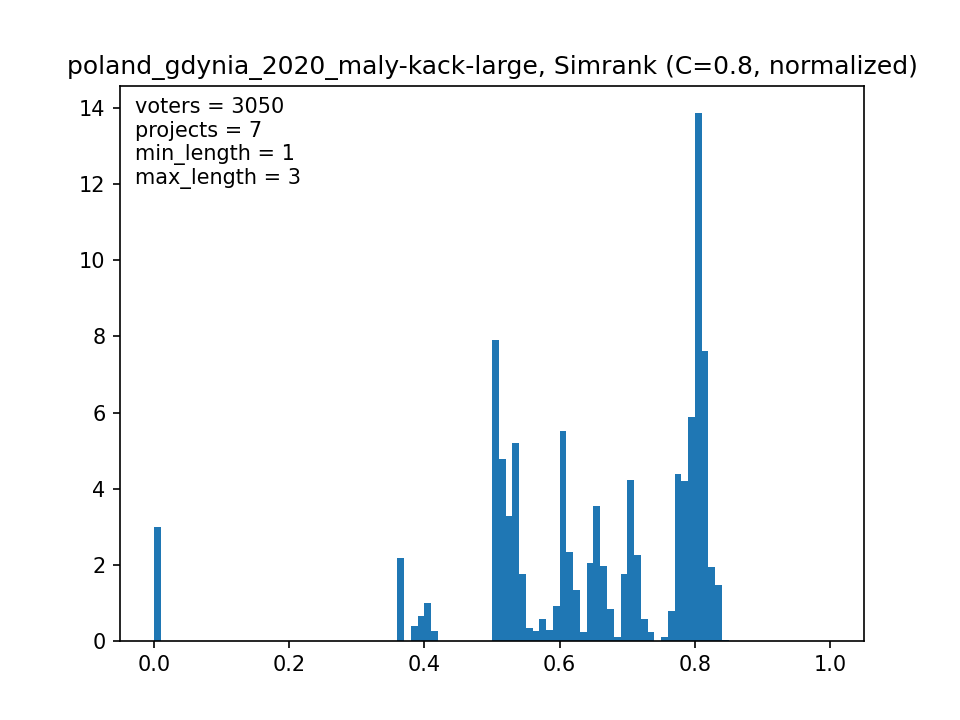 poland_gdynia_2020_maly-kack-large, Simrank (C=0.8, normalized)
voters = 3050
projects = 7
min_length = 1
max_length = 3
14
12
10
8
6
4
2
0
0.0 0.2 0.4 0.6 0.8 1.0